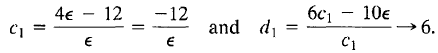 c₁ = (4ϵ − 12)/ϵ = (−12)/ϵ and d₁ = (6c₁ − 10ϵ)/c₁ → 6.